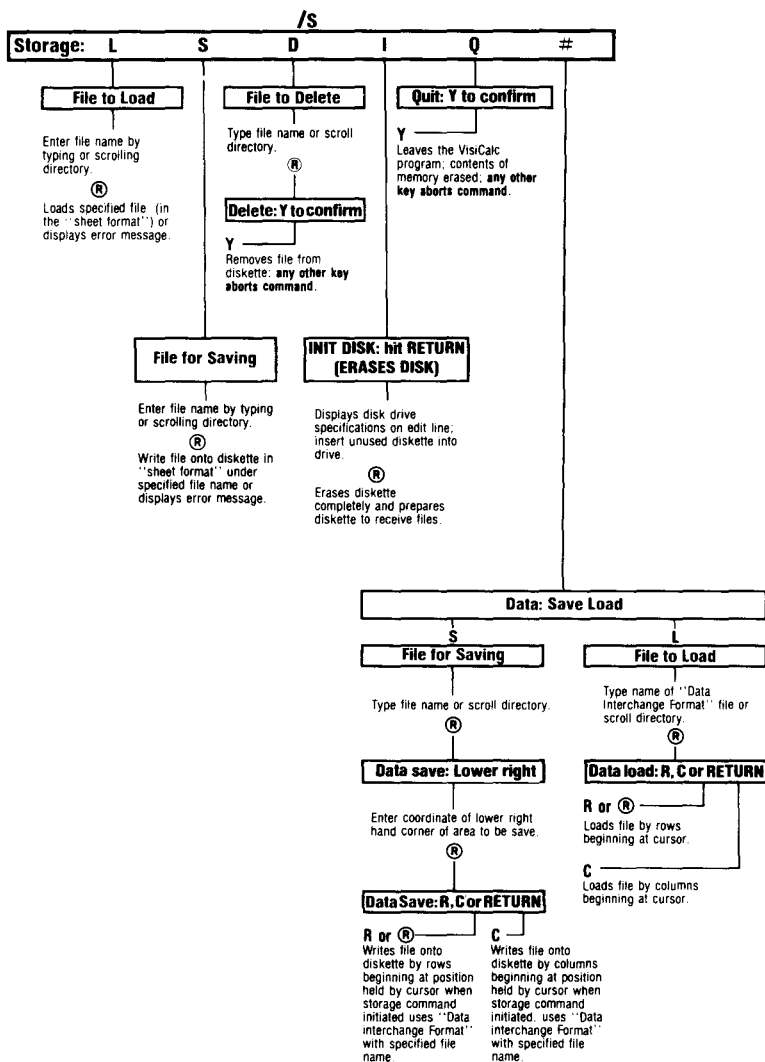 /S
Storage: L S D I Q #
File to Load
Enter file name by
typing or scrolling
directory.
®
Loads specified file (in
the ''sheet format'') or
displays error message.
File to Delete
Type file name or scroll
directory.
®
Delete: Y to confirm
Y
Removes file from
diskette; any other key
aborts command.
Quit: Y to confirm
Y
Leaves the VisiCalc
program; contents of
memory erased; any other
key aborts command.
File for Saving
Enter file name by typing
or scrolling directory.
®
Write file onto diskette in
''sheet format'' under
specified file name or
displays error message.
INIT DISK: hit RETURN
(ERASES DISK)
Displays disk drive
specifications on edit line;
insert unused diskette into
drive.
®
Erases diskette
completely and prepares
diskette to receive files.
Data: Save Load
S
File for Saving
Type file name or scroll directory.
®
Data save: Lower right
Enter coordinate of lower right
hand corner of area to be save.
®
Data Save: R, C or RETURN
R or ®
Writes file onto
diskette by rows
beginning at position
held by cursor when
storage command
initiated uses ''Data
interchange Format''
with specified file
name.
C
Writes file onto
diskette by columns
beginning at position
held by cursor when
storage command
initiated. uses ''Data
interchange Format''
with specified file
name.
L
File to Load
Type name of ''Data
Interchange Format'' file or
scroll directory.
®
Data load: R, C or RETURN
R or ®
Loads file by rows
beginning at cursor.
C
Loads file by columns
beginning at cursor.